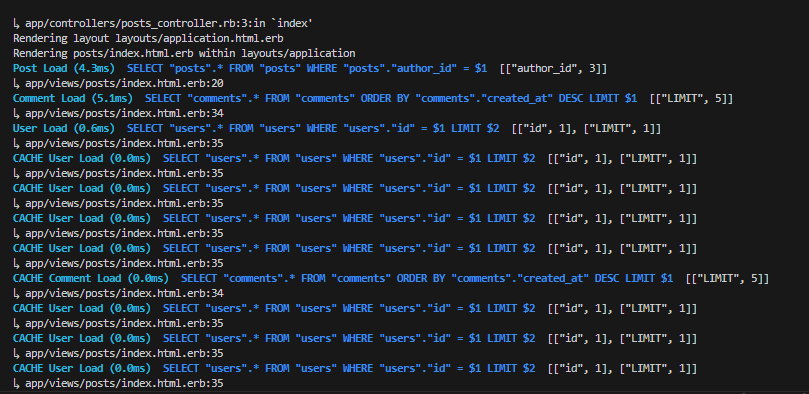 ↳ app/controllers/posts_controller.rb:3:in `index'
Rendering layout layouts/application.html.erb
Rendering posts/index.html.erb within layouts/application
Post Load (4.3ms)  SELECT "posts".* FROM "posts" WHERE "posts"."author_id" = $1  [["author_id", 3]]
↳ app/views/posts/index.html.erb:20
Comment Load (5.1ms)  SELECT "comments".* FROM "comments" ORDER BY "comments"."created_at" DESC LIMIT $1  [["LIMIT", 5]]
↳ app/views/posts/index.html.erb:34
User Load (0.6ms)  SELECT "users".* FROM "users" WHERE "users"."id" = $1 LIMIT $2  [["id", 1], ["LIMIT", 1]]
↳ app/views/posts/index.html.erb:35
CACHE User Load (0.0ms)  SELECT "users".* FROM "users" WHERE "users"."id" = $1 LIMIT $2  [["id", 1], ["LIMIT", 1]]
↳ app/views/posts/index.html.erb:35
CACHE User Load (0.0ms)  SELECT "users".* FROM "users" WHERE "users"."id" = $1 LIMIT $2  [["id", 1], ["LIMIT", 1]]
↳ app/views/posts/index.html.erb:35
CACHE User Load (0.0ms)  SELECT "users".* FROM "users" WHERE "users"."id" = $1 LIMIT $2  [["id", 1], ["LIMIT", 1]]
↳ app/views/posts/index.html.erb:35
CACHE User Load (0.0ms)  SELECT "users".* FROM "users" WHERE "users"."id" = $1 LIMIT $2  [["id", 1], ["LIMIT", 1]]
↳ app/views/posts/index.html.erb:35
CACHE Comment Load (0.0ms)  SELECT "comments".* FROM "comments" ORDER BY "comments"."created_at" DESC LIMIT $1  [["LIMIT", 5]]
↳ app/views/posts/index.html.erb:34
CACHE User Load (0.0ms)  SELECT "users".* FROM "users" WHERE "users"."id" = $1 LIMIT $2  [["id", 1], ["LIMIT", 1]]
↳ app/views/posts/index.html.erb:35
CACHE User Load (0.0ms)  SELECT "users".* FROM "users" WHERE "users"."id" = $1 LIMIT $2  [["id", 1], ["LIMIT", 1]]
↳ app/views/posts/index.html.erb:35
CACHE User Load (0.0ms)  SELECT "users".* FROM "users" WHERE "users"."id" = $1 LIMIT $2  [["id", 1], ["LIMIT", 1]]
↳ app/views/posts/index.html.erb:35